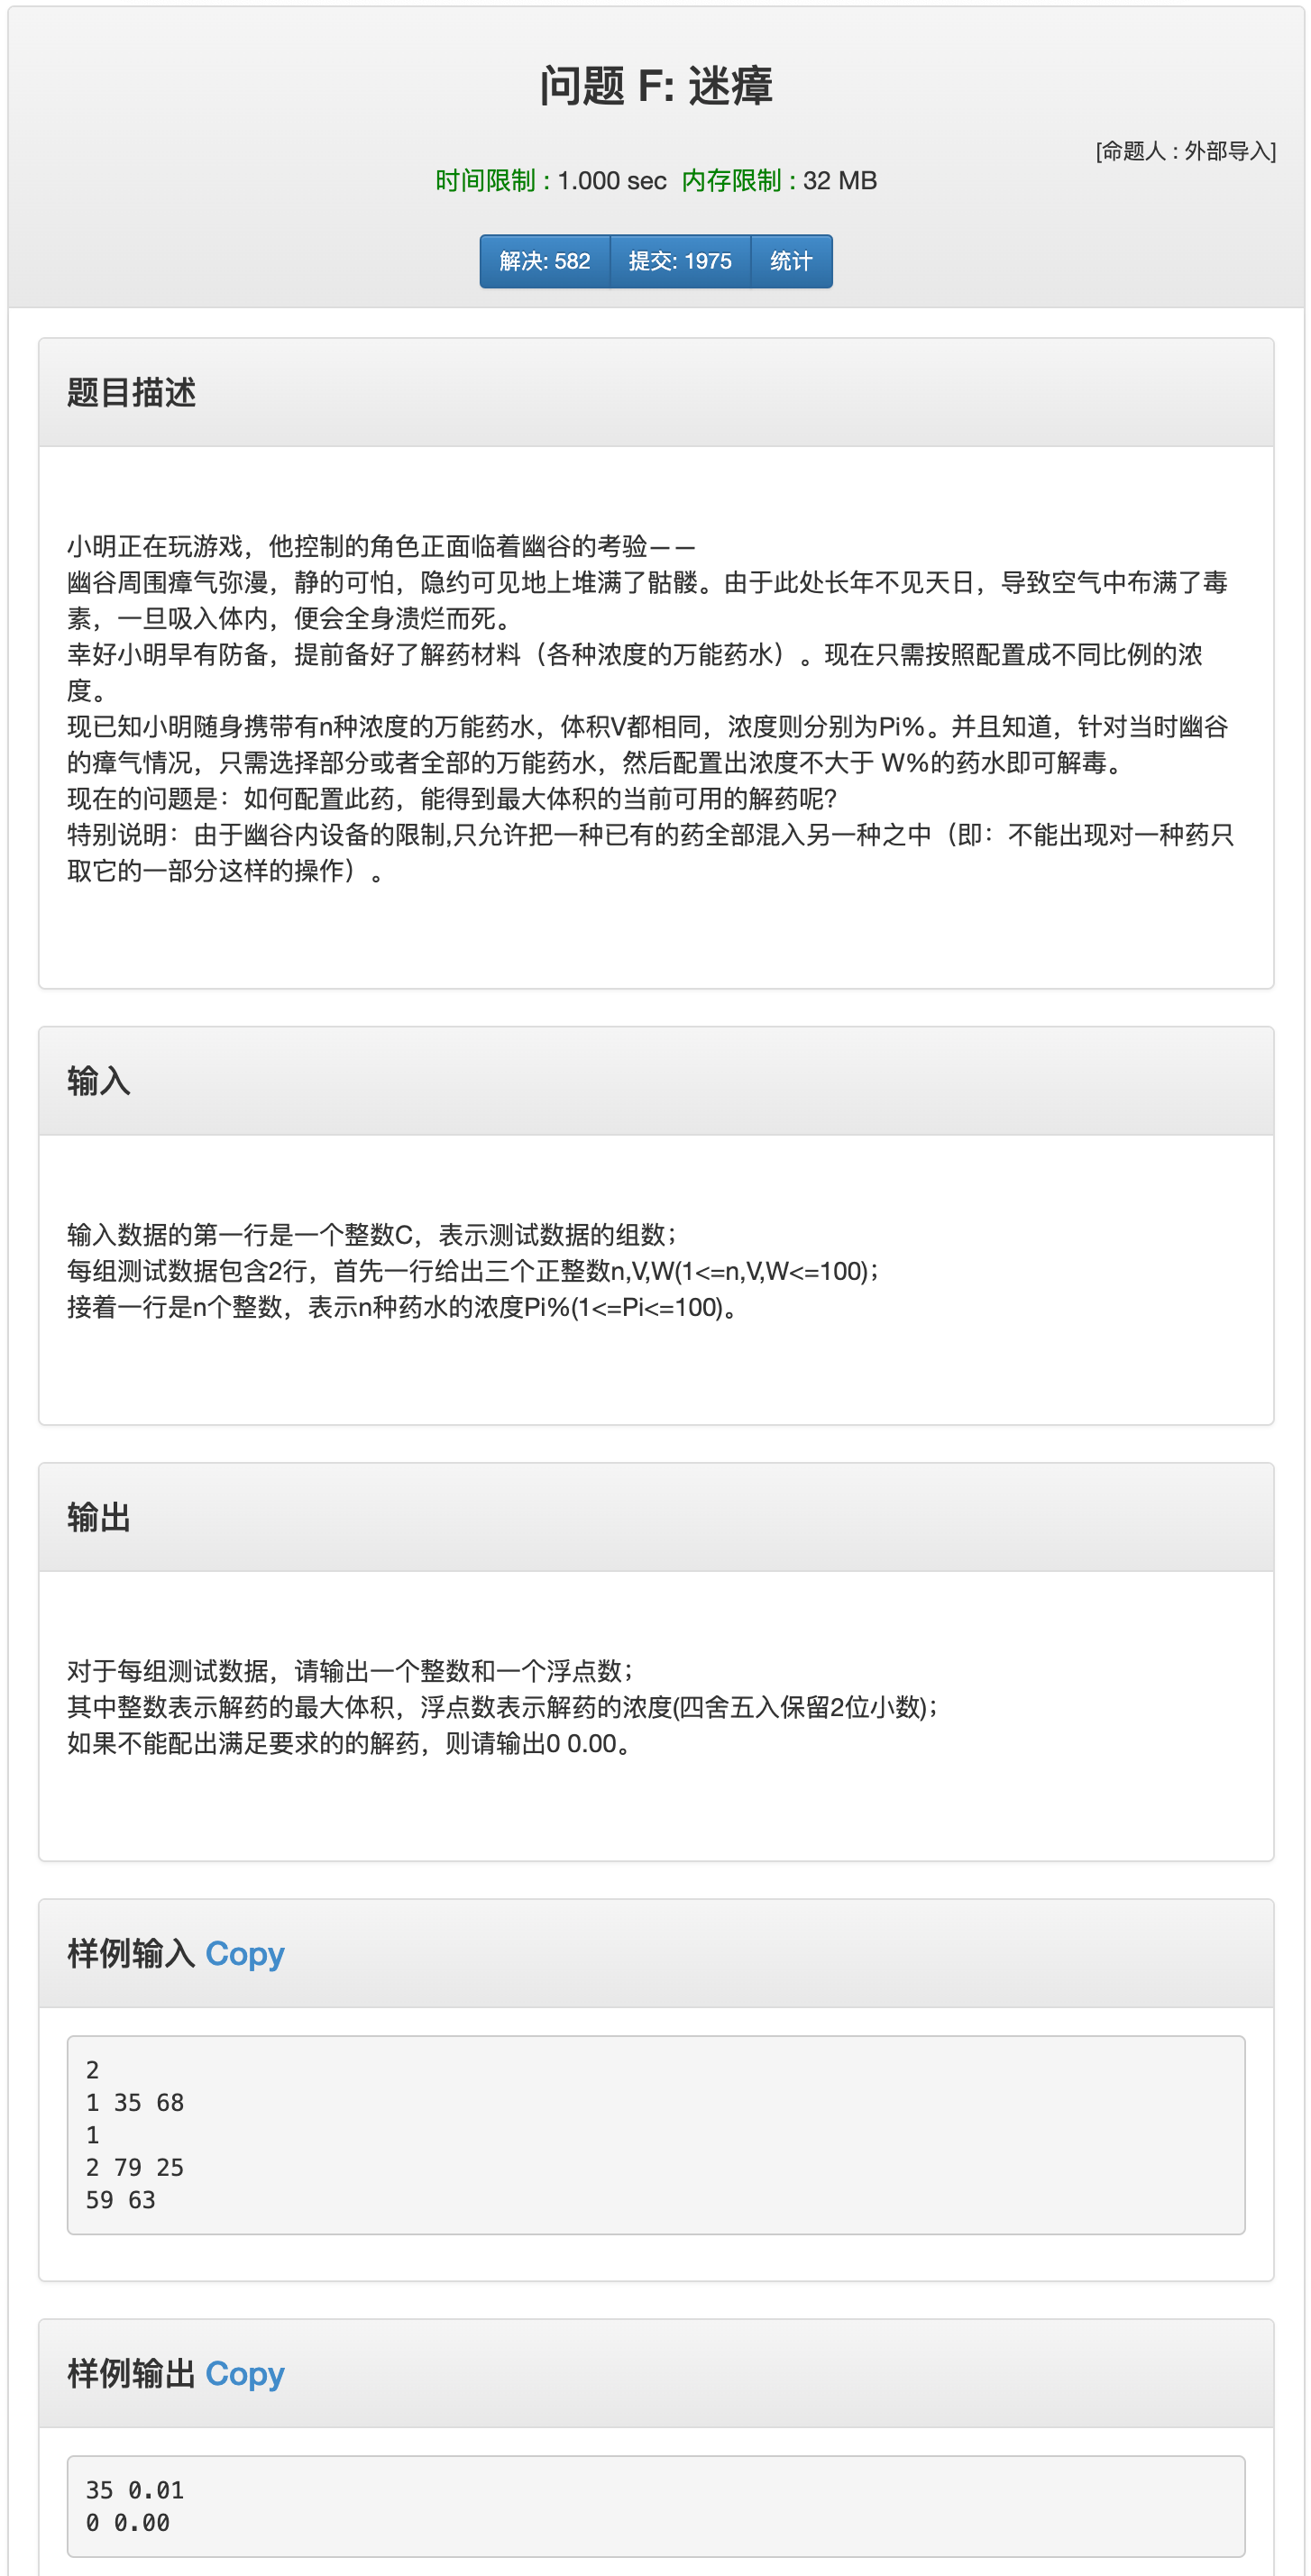 问题 F: 迷瘴
[命题人 : 外部导入]
时间限制 : 1.000 sec 内存限制 : 32 MB
解决: 582 提交: 1975 统计
题目描述
小明正在玩游戏，他控制的角色正面临着幽谷的考验——
幽谷周围瘴气弥漫，静的可怕，隐约可见地上堆满了骷髅。由于此处长年不见天日，导致空气中布满了毒
素，一旦吸入体内，便会全身溃烂而死。
幸好小明早有防备，提前备好了解药材料（各种浓度的万能药水）。现在只需按照配置成不同比例的浓
度。
现已知小明随身携带有n种浓度的万能药水，体积V都相同，浓度则分别为Pi%。并且知道，针对当时幽谷
的瘴气情况，只需选择部分或者全部的万能药水，然后配置出浓度不大于 W%的药水即可解毒。
现在的问题是：如何配置此药，能得到最大体积的当前可用的解药呢?
特别说明：由于幽谷内设备的限制,只允许把一种已有的药全部混入另一种之中（即：不能出现对一种药只
取它的一部分这样的操作）。
输入
输入数据的第一行是一个整数C，表示测试数据的组数；
每组测试数据包含2行，首先一行给出三个正整数n,V,W(1<=n,V,W<=100)；
接着一行是n个整数，表示n种药水的浓度Pi%(1<=Pi<=100)。
输出
对于每组测试数据，请输出一个整数和一个浮点数；
其中整数表示解药的最大体积，浮点数表示解药的浓度(四舍五入保留2位小数)；
如果不能配出满足要求的的解药，则请输出0 0.00。
样例输入 Copy
2
1 35 68
1
2 79 25
59 63
样例输出 Copy
35 0.01
0 0.00